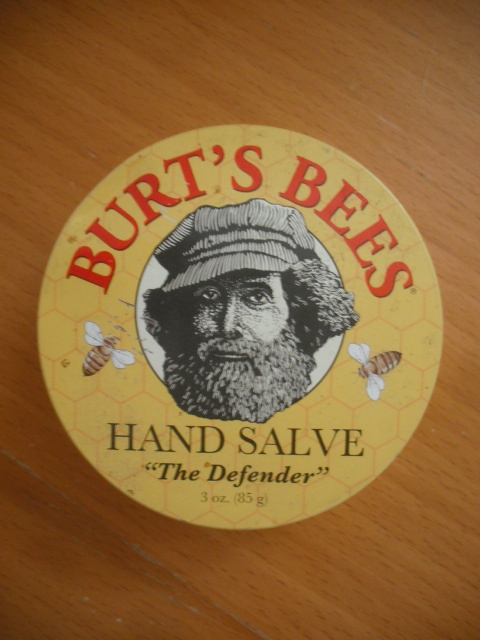 BURT'S BEES®
HAND SALVE
"The Defender"
3 oz. (85 g)